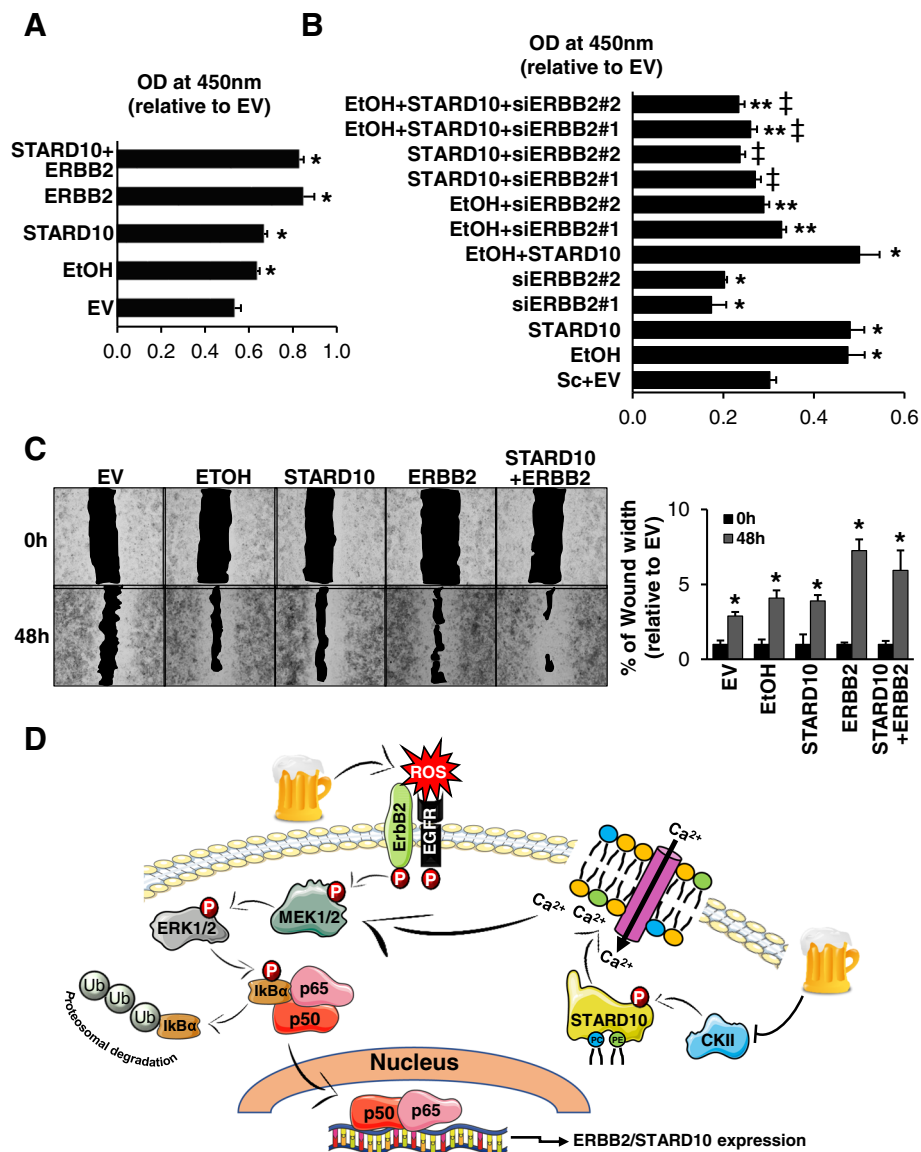 A
OD at 450nm
(relative to EV)
STARD10+
ERBB2
*
ERBB2
*
STARD10
*
EtOH
*
EV
0.0 0.2 0.4 0.6 0.8 1.0
B
OD at 450nm
(relative to EV)
EtOH+STARD10+siERBB2#2
**‡
EtOH+STARD10+siERBB2#1
**‡
STARD10+siERBB2#2
‡
STARD10+siERBB2#1
‡
EtOH+siERBB2#2
**
EtOH+siERBB2#1
**
EtOH+STARD10
*
siERBB2#2
*
siERBB2#1
*
STARD10
*
EtOH
*
Sc+EV
0.0 0.2 0.4 0.6
C
EV ETOH STARD10 ERBB2 STARD10
+ERBB2
0h
48h
% of Wound width
(relative to EV)
10
5
0
0h
48h
* * * * *
EV
EtOH
STARD10
ERBB2
STARD10
+ERBB2
D
ROS
ErbB2
EGFR
P P
P
MEK1/2
P
ERK1/2
P
IkBα
p65
p50
Ub
Ub
Ub
IkBα
Proteosomal degradation
Ca2+
Ca2+ Ca2+
Ca2+
P
STARD10
PC PE
CKII
Nucleus
p50 p65
ERBB2/STARD10 expression